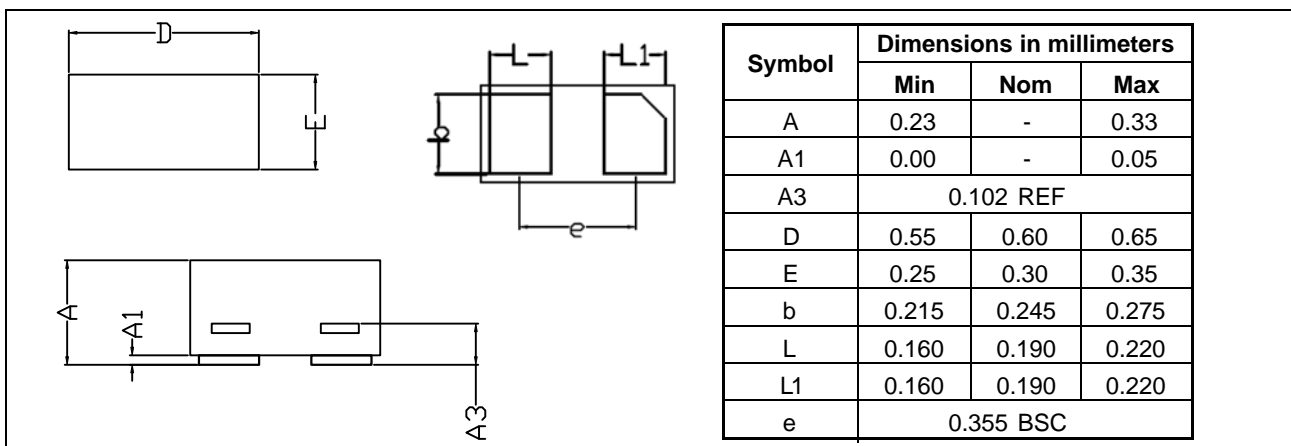 D
E
L
L1
b
e
A
A1
A3
Symbol Dimensions in millimeters
Min Nom Max
A 0.23 - 0.33
A1 0.00 - 0.05
A3 0.102 REF
D 0.55 0.60 0.65
E 0.25 0.30 0.35
b 0.215 0.245 0.275
L 0.160 0.190 0.220
L1 0.160 0.190 0.220
e 0.355 BSC